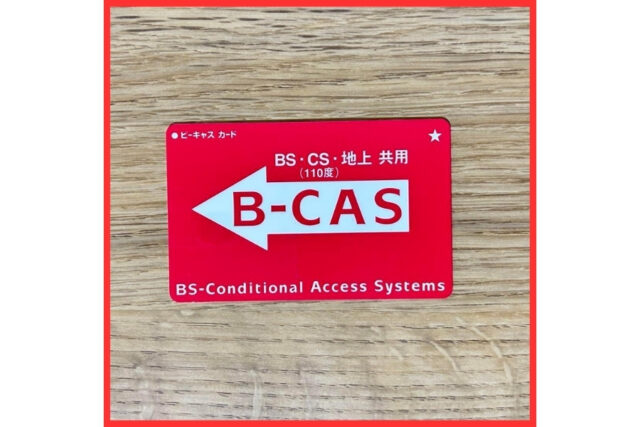 ●ビーキャス カード ★
BS・CS・地上 共用
(110度)
B-CAS
BS-Conditional Access Systems